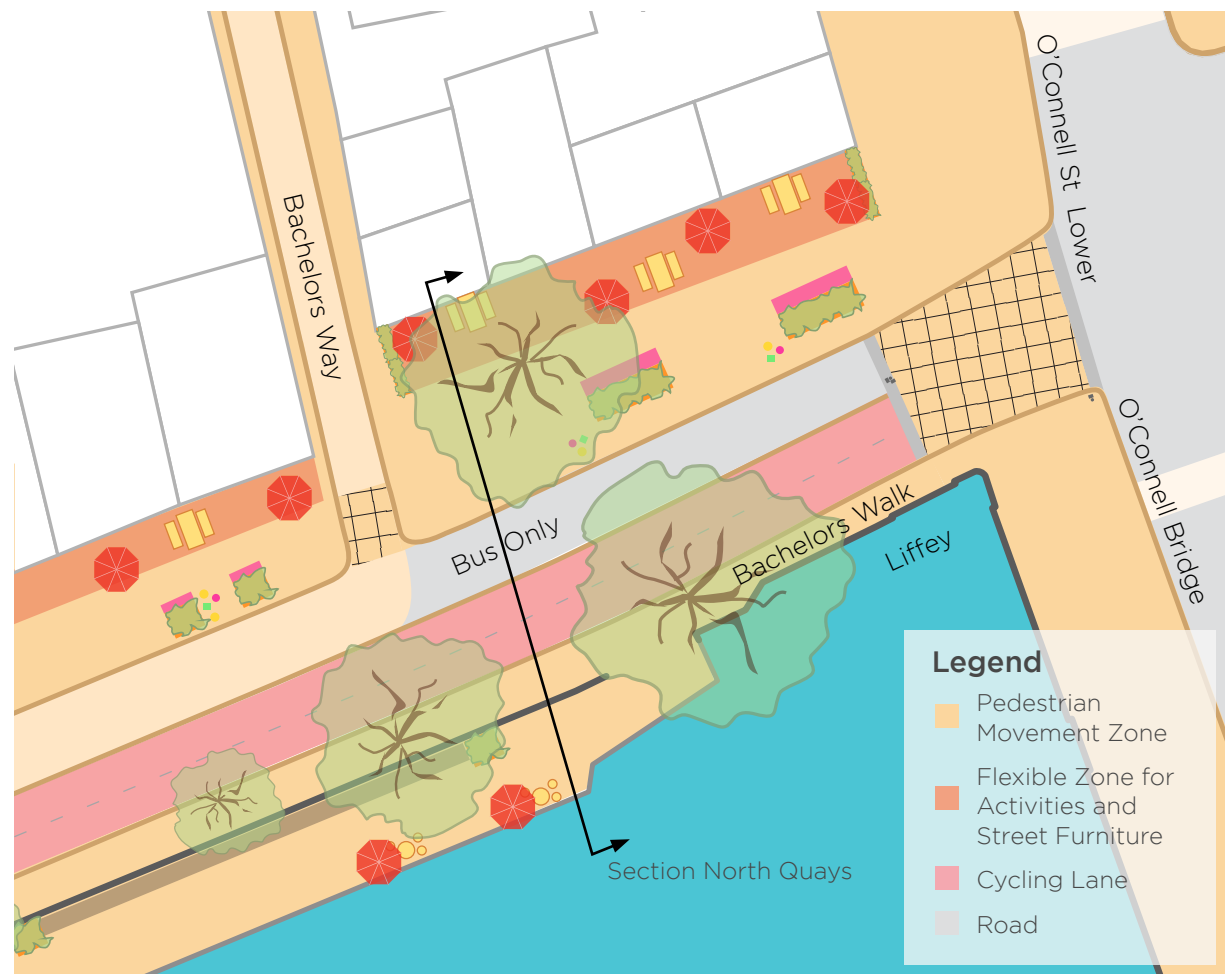 O'Connell St  Lower
Bachelors Way
O'Connell Bridge
Bus Only
Bachelors Walk
Liffey
Section North Quays
Legend
Pedestrian
Movement Zone
Flexible Zone for
Activities and
Street Furniture
Cycling Lane
Road